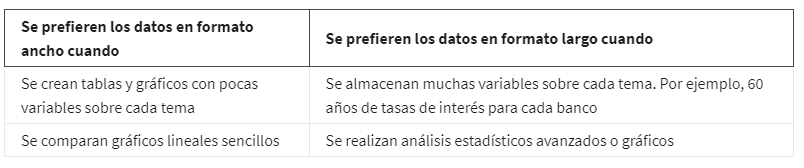 Se prefieren los datos en formato
ancho cuando
Se prefieren los datos en formato largo cuando
Se crean tablas y gráficos con pocas
variables sobre cada tema
Se almacenan muchas variables sobre cada tema. Por ejemplo, 60
años de tasas de interés para cada banco
Se comparan gráficos lineales sencillos
Se realizan análisis estadísticos avanzados o gráficos